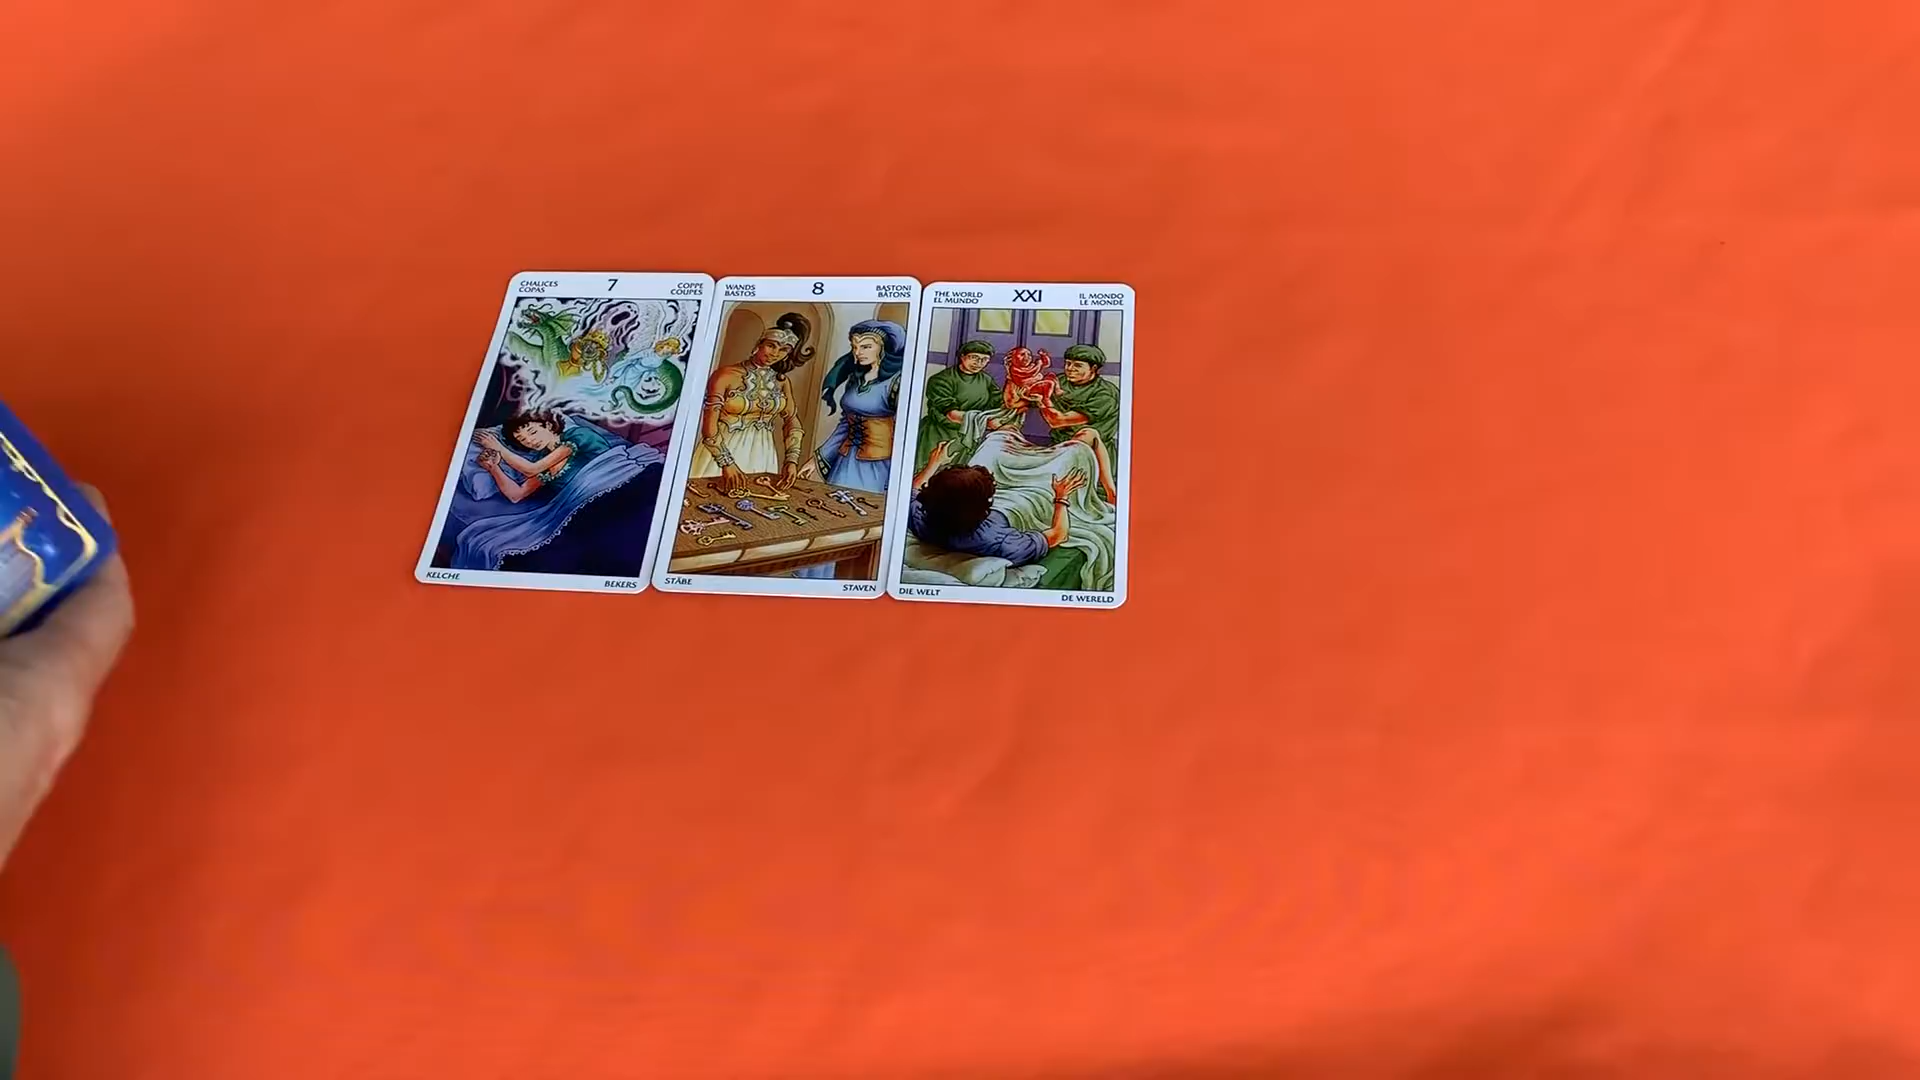 CHALICES
COPAS
7
COPPE
COUPES
KELCHE
BEKERS
WANDS
BASTOS
8
BASTONI
BÂTONS
STÄBE
STAVEN
THE WORLD
EL MUNDO
XXI
IL MONDO
LE MONDE
DIE WELT
DE WERELD